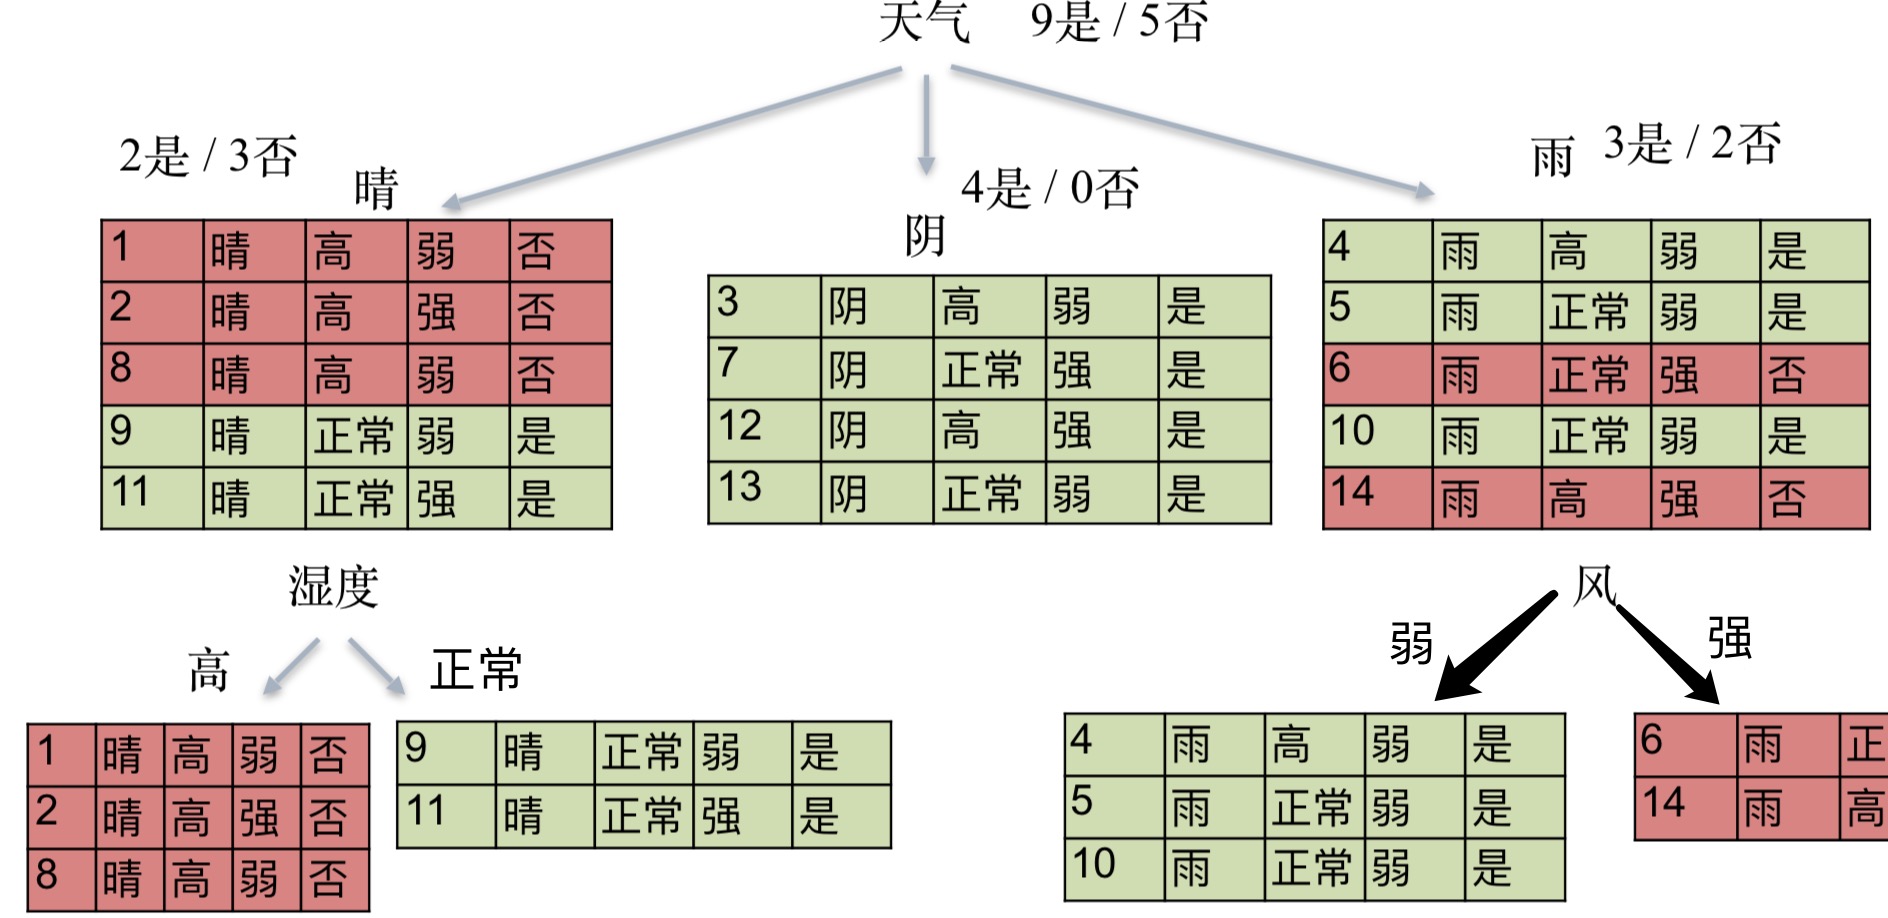 天气 9是 / 5否
2是 / 3否
晴
4是 / 0否
阴
雨 3是 / 2否
1 晴 高 弱 否
2 晴 高 强 否
8 晴 高 弱 否
9 晴 正常 弱 是
11 晴 正常 强 是
3 阴 高 弱 是
7 阴 正常 强 是
12 阴 高 强 是
13 阴 正常 弱 是
4 雨 高 弱 是
5 雨 正常 弱 是
6 雨 正常 强 否
10 雨 正常 弱 是
14 雨 高 强 否
湿度
高 正常
1 晴 高 弱 否
2 晴 高 强 否
8 晴 高 弱 否
9 晴 正常 弱 是
11 晴 正常 强 是
风
弱 强
4 雨 高 弱 是
5 雨 正常 弱 是
10 雨 正常 弱 是
6 雨 正
14 雨 高